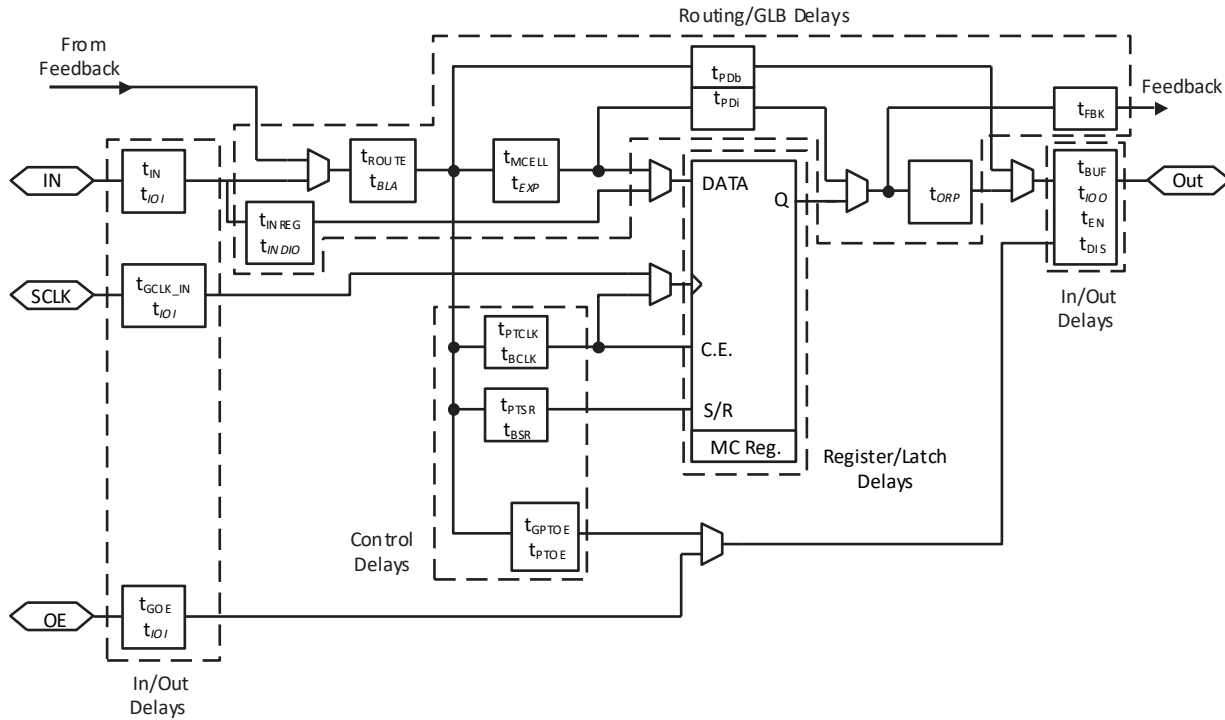 Routing/GLB Delays
From
Feedback
tPDb
tPDi
Feedback
tFBK
IN
tIN
tIOI
tROUTE
tBLA
tMCELL
tEXP
DATA
Q
tORP
tBUF
tIOO
tEN
tDIS
Out
tINREG
tINDIO
SCLK
tGCLK_IN
tIOI
In/Out
Delays
tPTCLK
tBCLK
C.E.
tPTSR
tBSR
S/R
MC Reg.
Register/Latch
Delays
Control
Delays
tGPTOE
tPTOE
OE
tGOE
tIOI
In/Out
Delays